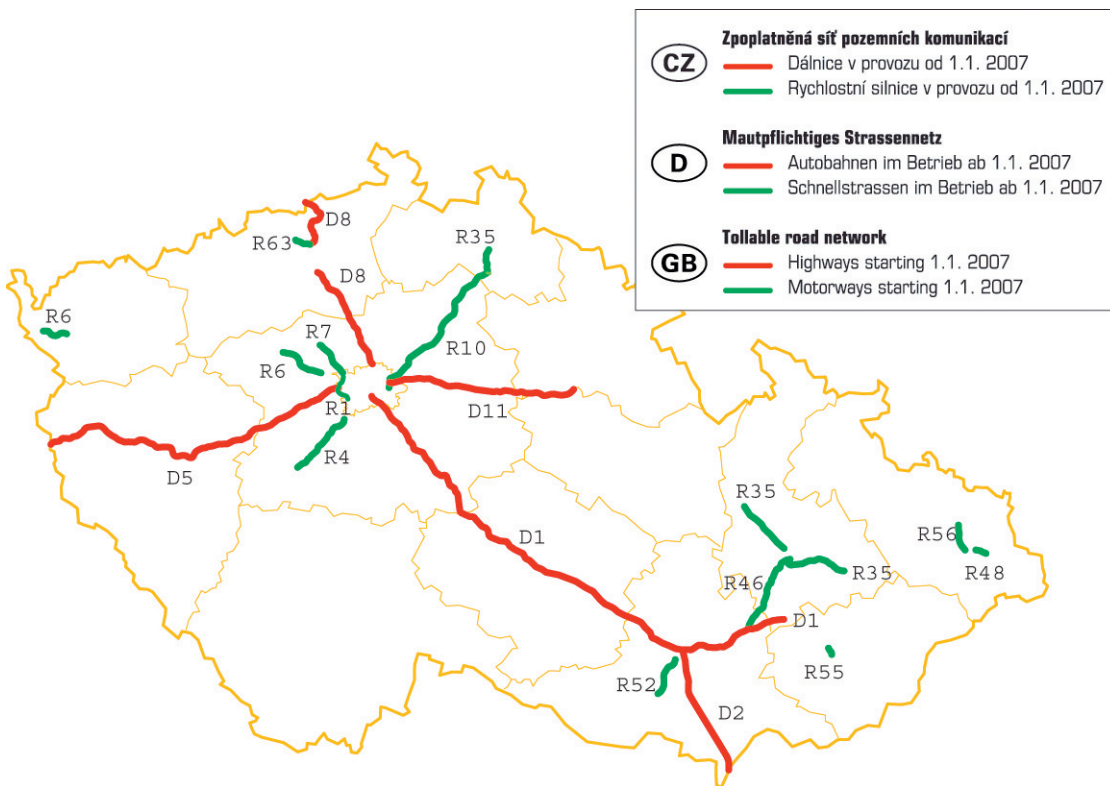 CZ
Zpoplatněná síť pozemních komunikací
Dálnice v provozu od 1.1. 2007
Rychlostní silnice v provozu od 1.1. 2007
D
Mautpflichtiges Strassennetz
Autobahnen im Betrieb ab 1.1. 2007
Schnellstrassen im Betrieb ab 1.1. 2007
GB
Tollable road network
Highways starting 1.1. 2007
Motorways starting 1.1. 2007
D8
R63
R35
D8
R6
R7
R10
R6
R1
D11
R4
D5
D1
R35
R56
R48
R46
R35
D1
R55
R52
D2